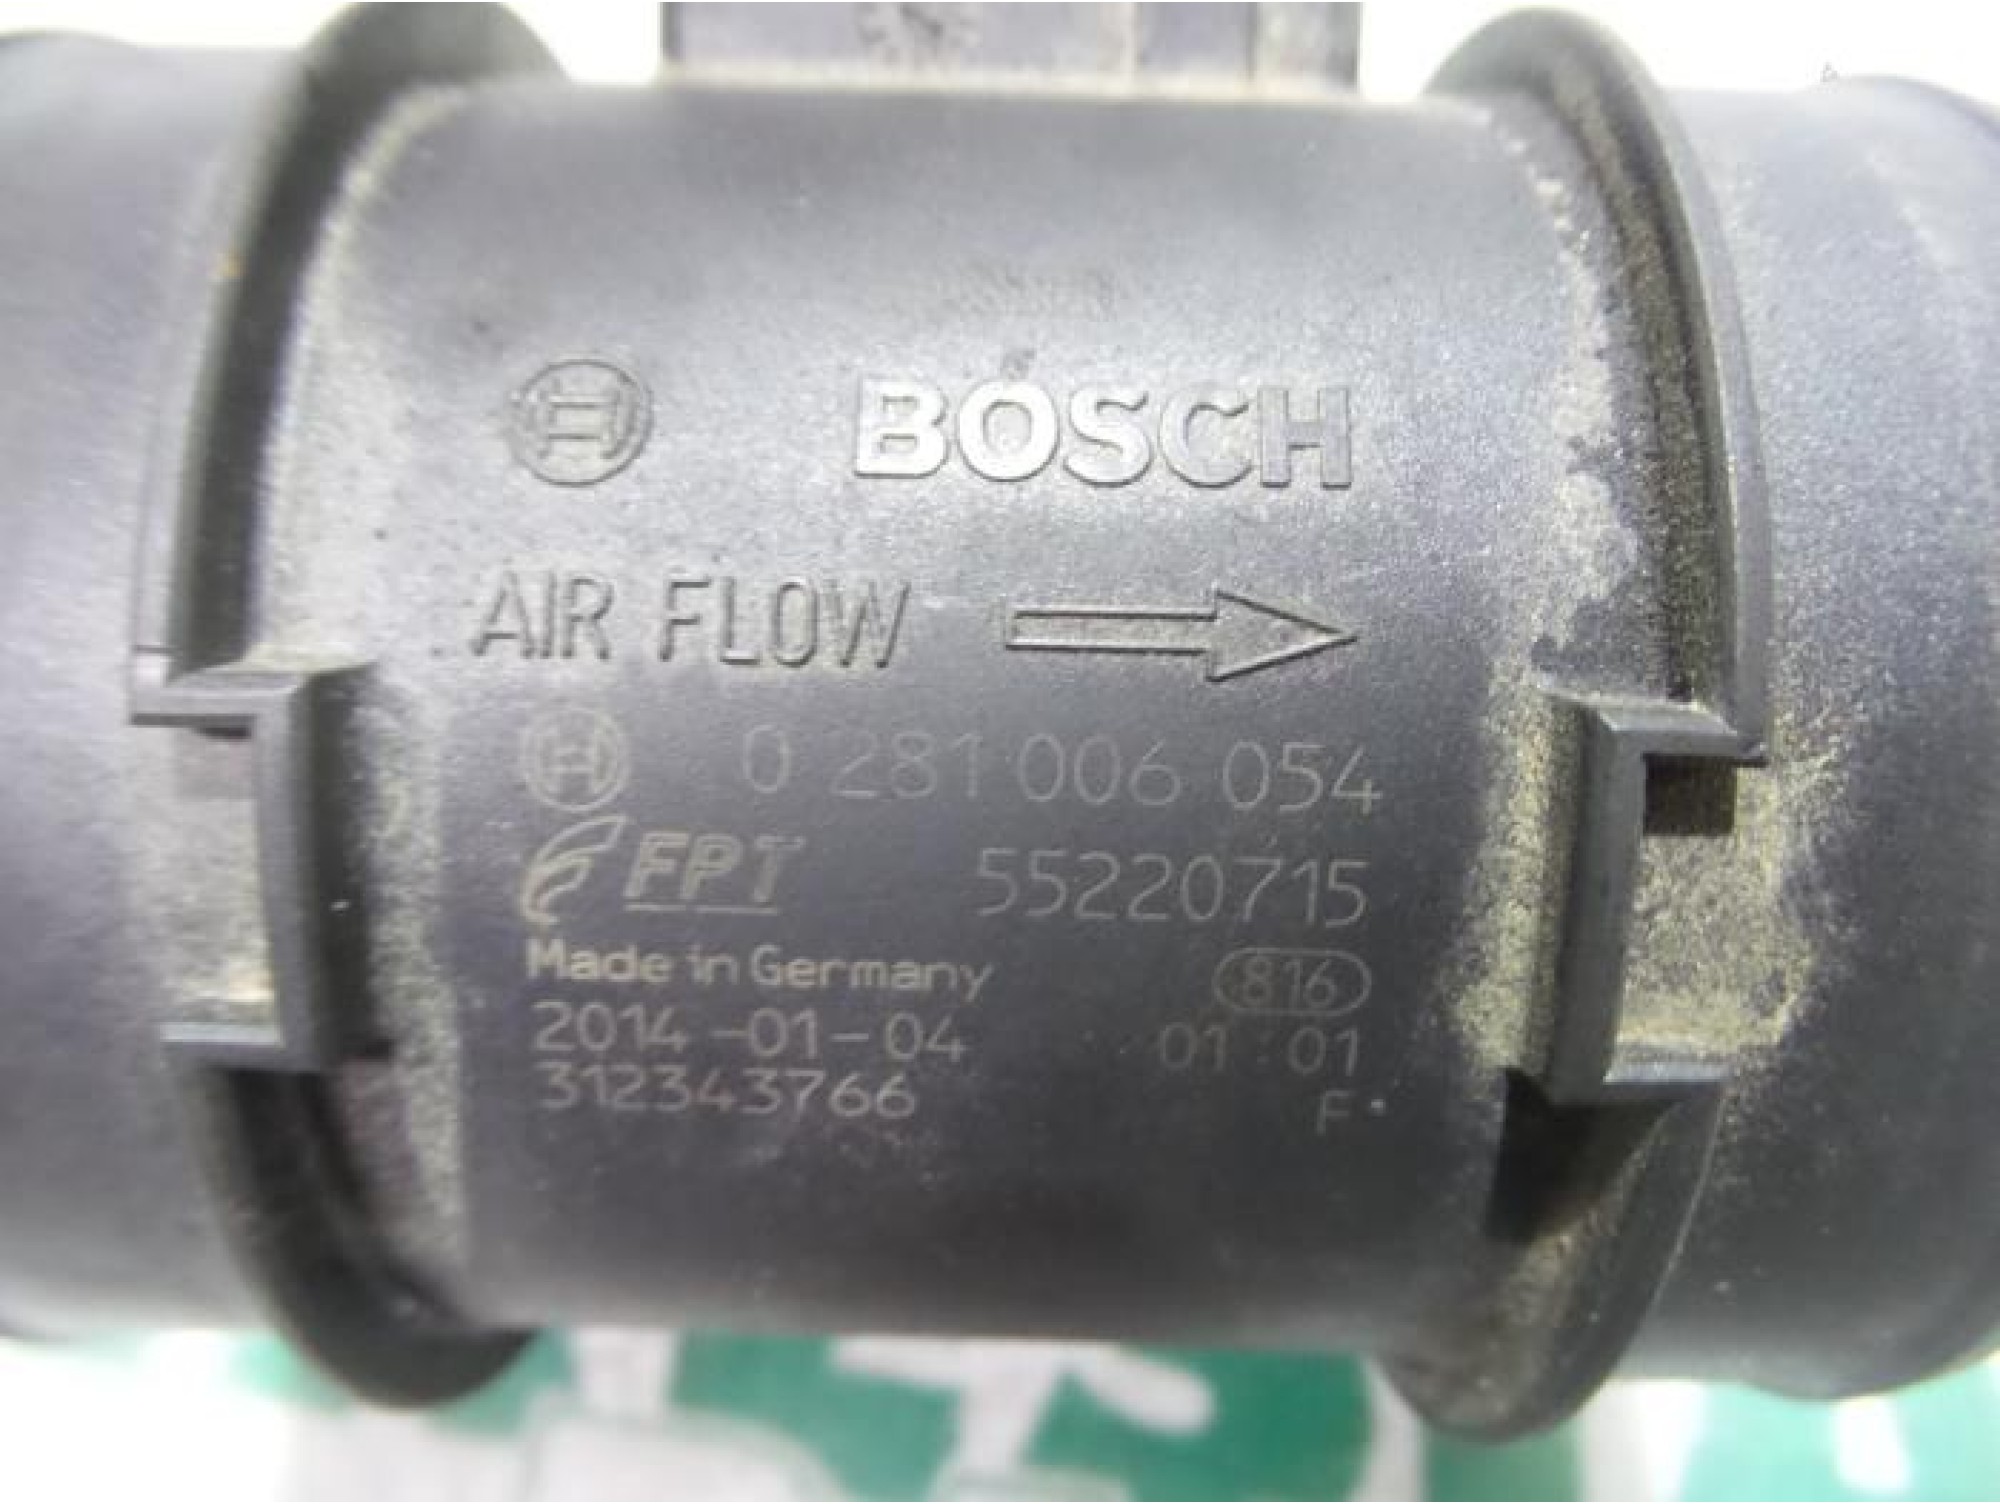 BOSCH
AIR FLOW
0 281 006 054
FPT 55220715
Made in Germany 816
2014-01-04 01 01
312343766 F